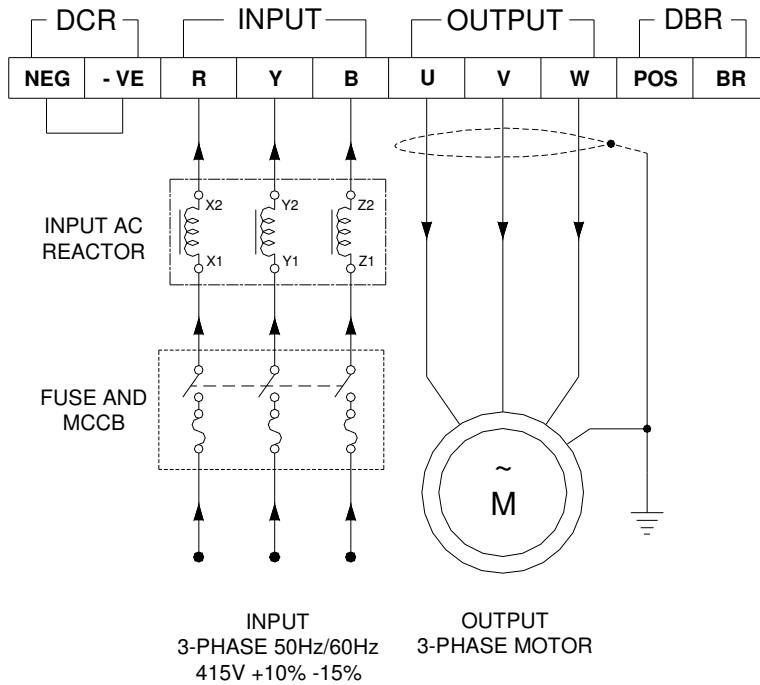 DCR INPUT OUTPUT DBR
NEG - VE R Y B U V W POS BR
X2 Y2 Z2
INPUT AC
REACTOR
X1 Y1 Z1
FUSE AND
MCCB
~
M
INPUT
3-PHASE 50Hz/60Hz
415V +10% -15%
OUTPUT
3-PHASE MOTOR